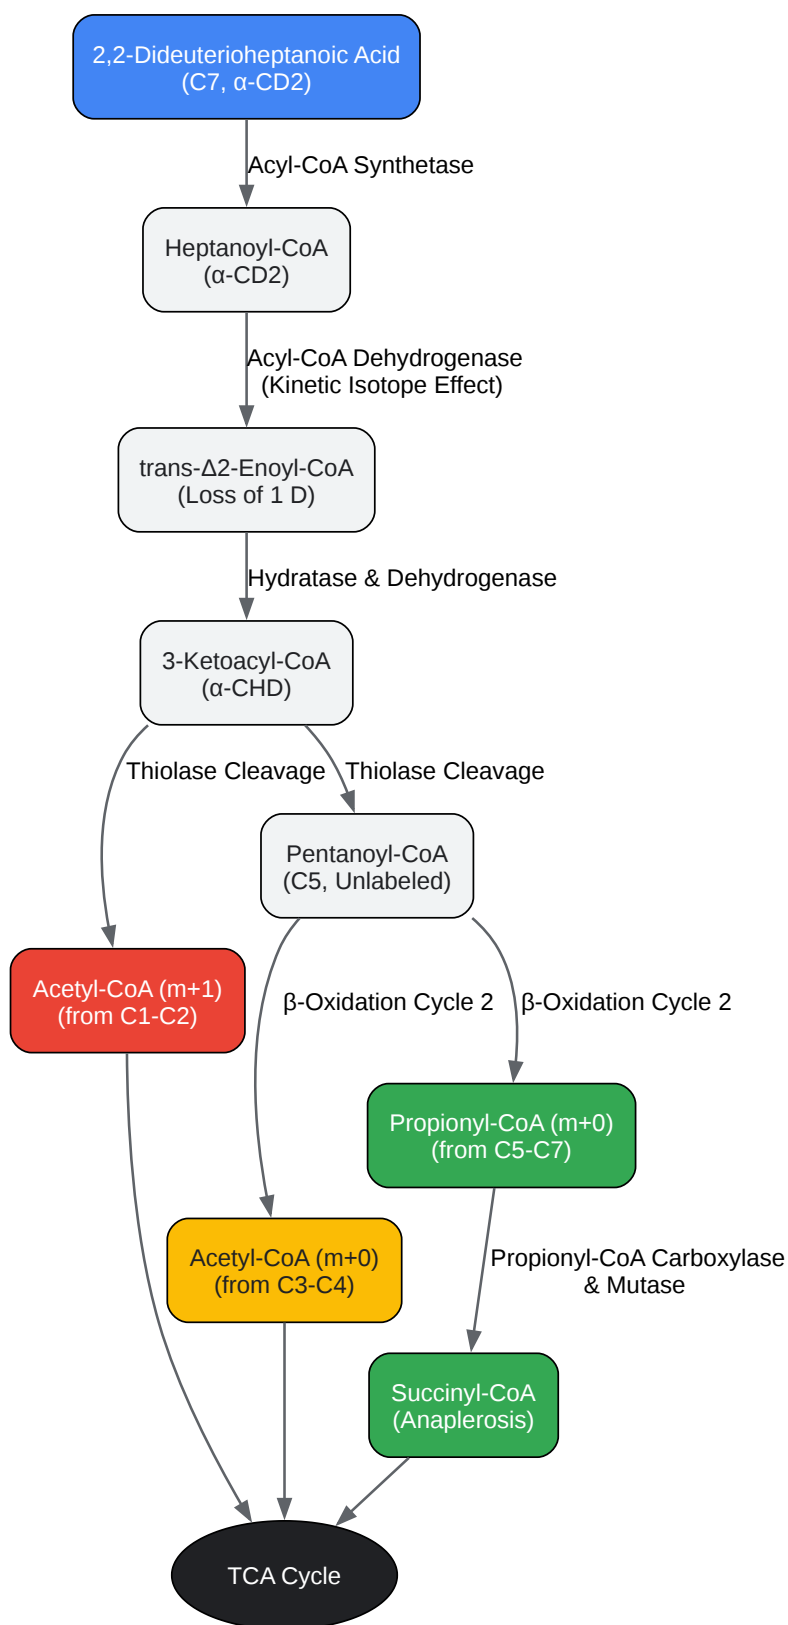 2,2-Dideuterioheptanoic Acid
(C7, α-CD2)
Acyl-CoA Synthetase
Heptanoyl-CoA
(α-CD2)
Acyl-CoA Dehydrogenase
(Kinetic Isotope Effect)
trans-Δ2-Enoyl-CoA
(Loss of 1 D)
Hydratase & Dehydrogenase
3-Ketoacyl-CoA
(α-CHD)
Thiolase Cleavage
Thiolase Cleavage
Pentanoyl-CoA
(C5, Unlabeled)
Acetyl-CoA (m+1)
(from C1-C2)
β-Oxidation Cycle 2
β-Oxidation Cycle 2
Propionyl-CoA (m+0)
(from C5-C7)
Acetyl-CoA (m+0)
(from C3-C4)
Propionyl-CoA Carboxylase
& Mutase
Succinyl-CoA
(Anaplerosis)
TCA Cycle